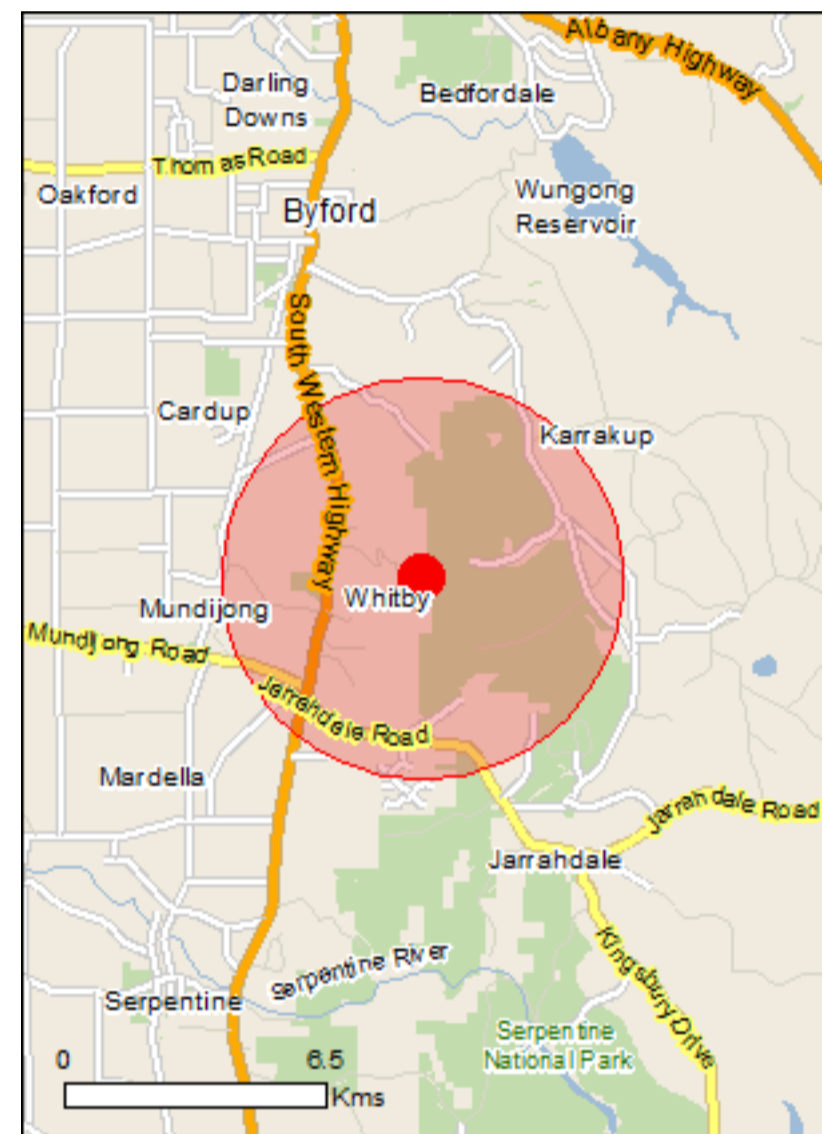 Albany Highway
Darling
Downs
Bedfordale
Thomas Road
Oakford
Byford
Wungong
Reservoir
South Western Highway
Cardup
Karrakup
Whitby
Mundijong
Mundijong Road
Jarrahdale Road
Mardella
Jarrahdale Road
Jarrahdale
Kingsbury Drive
Serpentine River
Serpentine
Serpentine
National Park
0 6.5
Kms